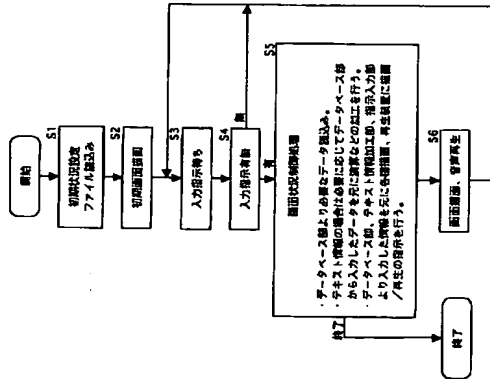 開始
S1
初期状況設定
ファイル読込み
S2
初期画面描画
S3
入力指示待ち
S4
入力指示有無
無
有
S5
画面状況制御処理
・データベース部より必要なデータ読込み。
・テキスト情報の場合は必要に応じてデータベース部
から入力したデータを元に演算などの加工を行う。
・データベース部、テキスト情報加工部、指示入力部
より入力した情報を元に各種描画、再生装置に描画
/再生の指示を行う。
終了
S6
画面描画、音声再生
終了